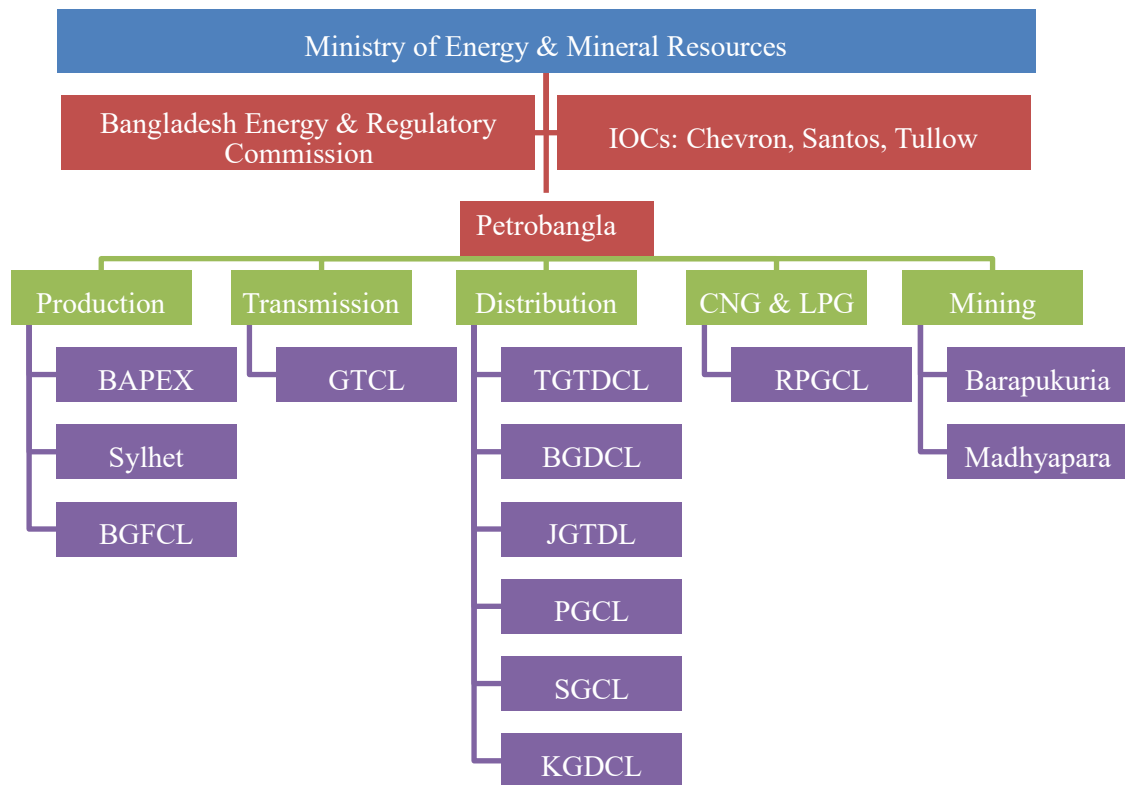 Ministry of Energy & Mineral Resources
Bangladesh Energy & Regulatory
Commission
IOCs: Chevron, Santos, Tullow
Petrobangla
Production
Transmission
Distribution
CNG & LPG
Mining
BAPEX
GTCL
TGTDCL
RPGCL
Barapukuria
Sylhet
BGDCL
Madhyapara
BGFCL
JGTDL
PGCL
SGCL
KGDCL